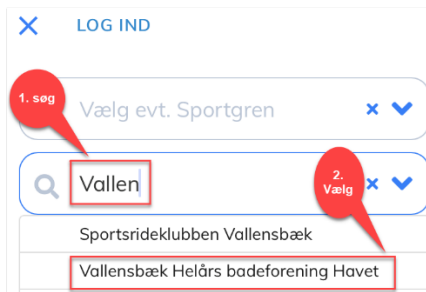 LOG IND
1. søg
Vælg evt. Sportgren
Vallen
2.
Vælg
Sportsrideklubben Vallensbæk
Vallensbæk Helårs badeforening Havet